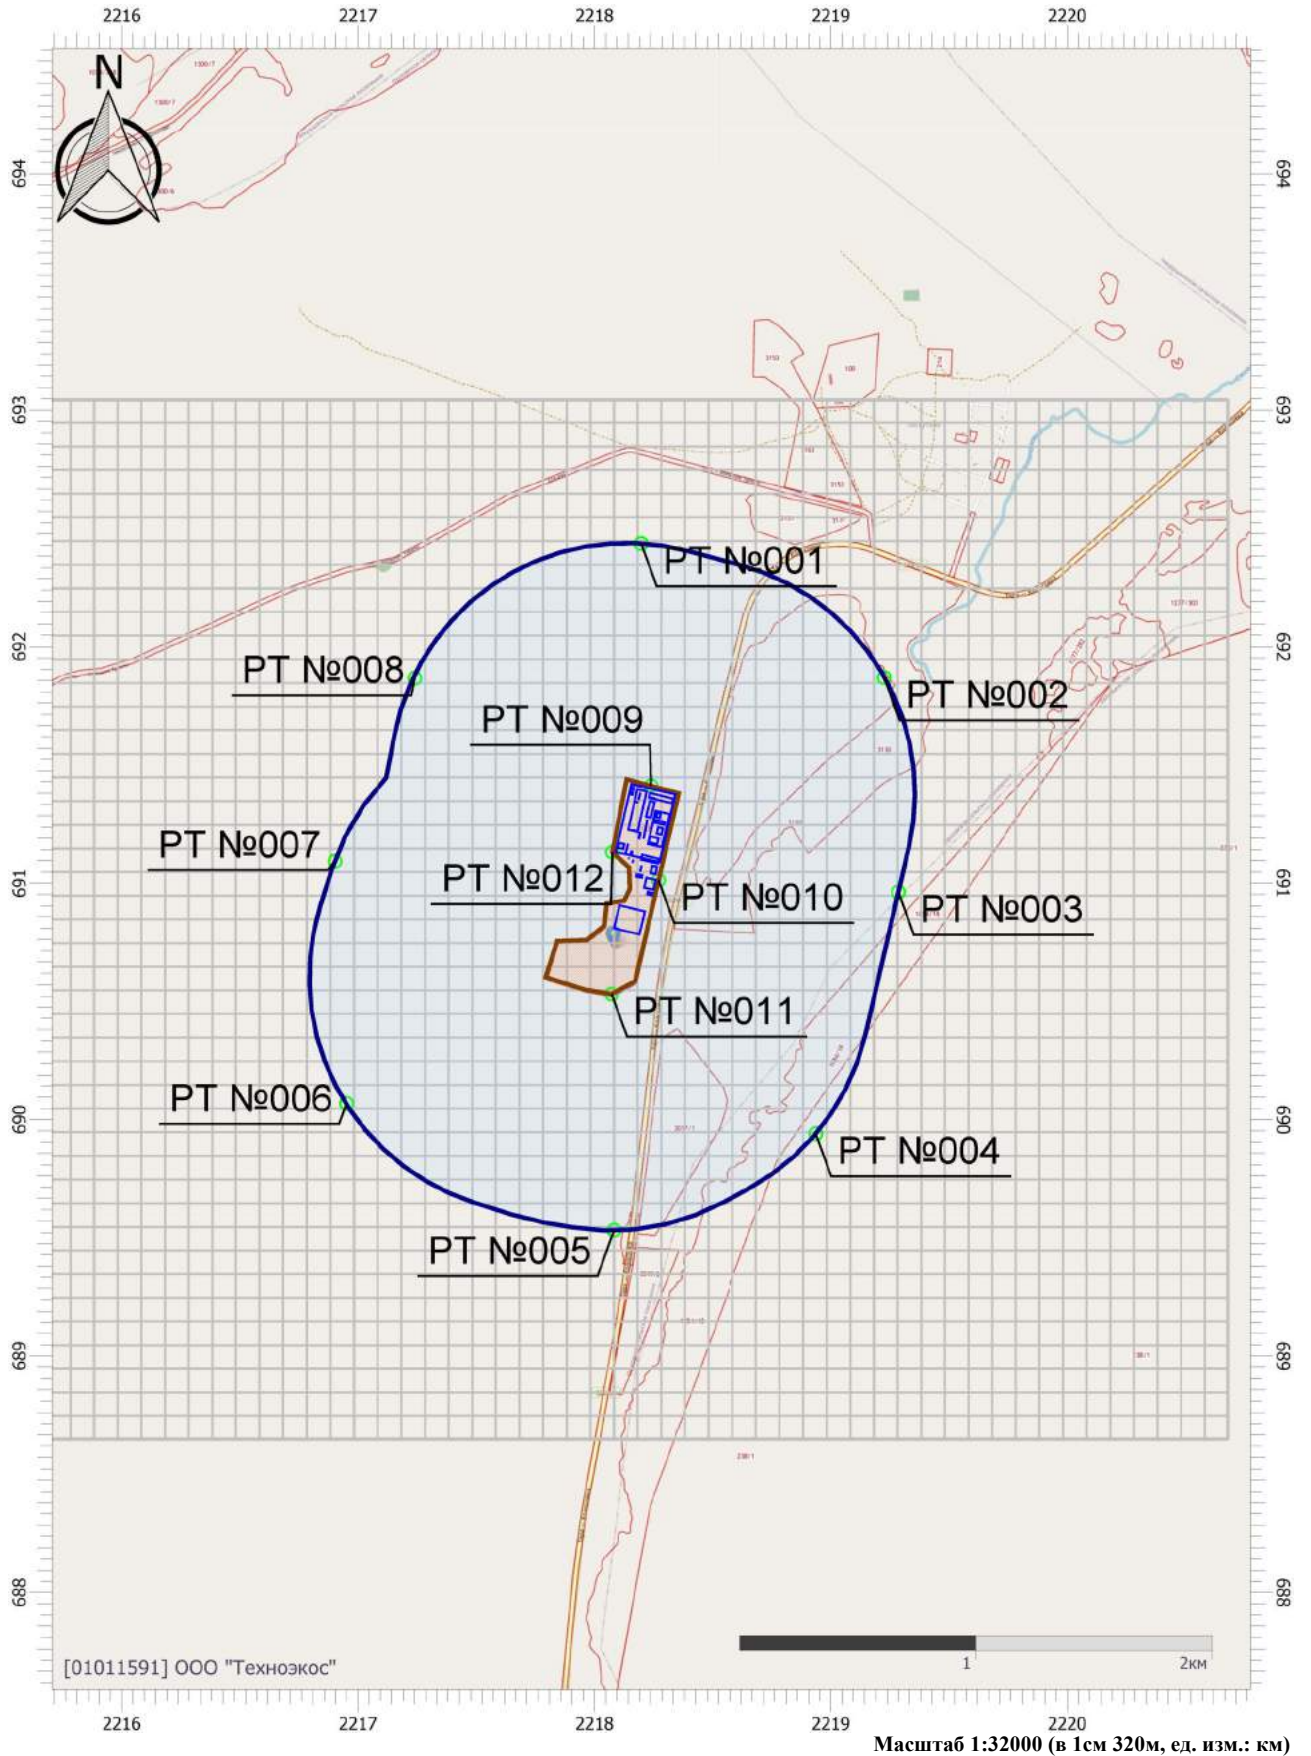 2216 2217 2218 2219 2220
N
694 694
693 693
РТ №001
692 692
РТ №008
РТ №002
РТ №009
РТ №007
691 691
РТ №012
РТ №010
РТ №003
РТ №011
РТ №006
690 690
РТ №004
РТ №005
689 689
238/1
688 688
1 2км
[01011591] ООО "Техноэкос"
2216 2217 2218 2219 2220
Масштаб 1:32000 (в 1см 320м, ед. изм.: км)